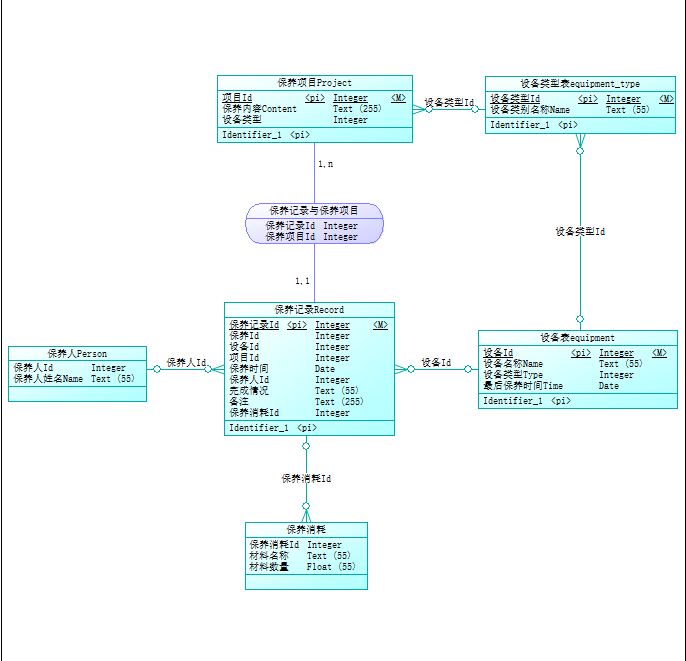 保养项目Project
项目Id <pi> Integer <M>
保养内容Content Text (255)
设备类型 Integer
Identifier_1 <pi>
设备类型Id
设备类型表equipment_type
设备类型Id <pi> Integer <M>
设备类别名称Name Text (55)
Identifier_1 <pi>
1,n
保养记录与保养项目
保养记录Id Integer
保养项目Id Integer
设备类型Id
1,1
保养记录Record
保养记录Id <pi> Integer <M>
保养Id Integer
设备Id Integer
项目Id Integer
保养时间 Date
保养人Id Integer
完成情况 Text (55)
备注 Text (255)
保养消耗Id Integer
Identifier_1 <pi>
保养人Person
保养人Id Integer
保养人姓名Name Text (55)
保养人Id
设备Id
设备表equipment
设备Id <pi> Integer <M>
设备名称Name Text (55)
设备类型Type Integer
最后保养时间Time Date
Identifier_1 <pi>
保养消耗Id
保养消耗
保养消耗Id Integer
材料名称 Text (55)
材料数量 Float (55)